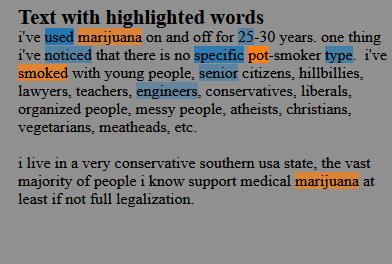 Text with highlighted words
i've used marijuana on and off for 25-30 years. one thing
i've noticed that there is no specific pot-smoker type.  i've
smoked with young people, senior citizens, hillbillies,
lawyers, teachers, engineers, conservatives, liberals,
organized people, messy people, atheists, christians,
vegetarians, meatheads, etc.
i live in a very conservative southern usa state, the vast
majority of people i know support medical marijuana at
least if not full legalization.